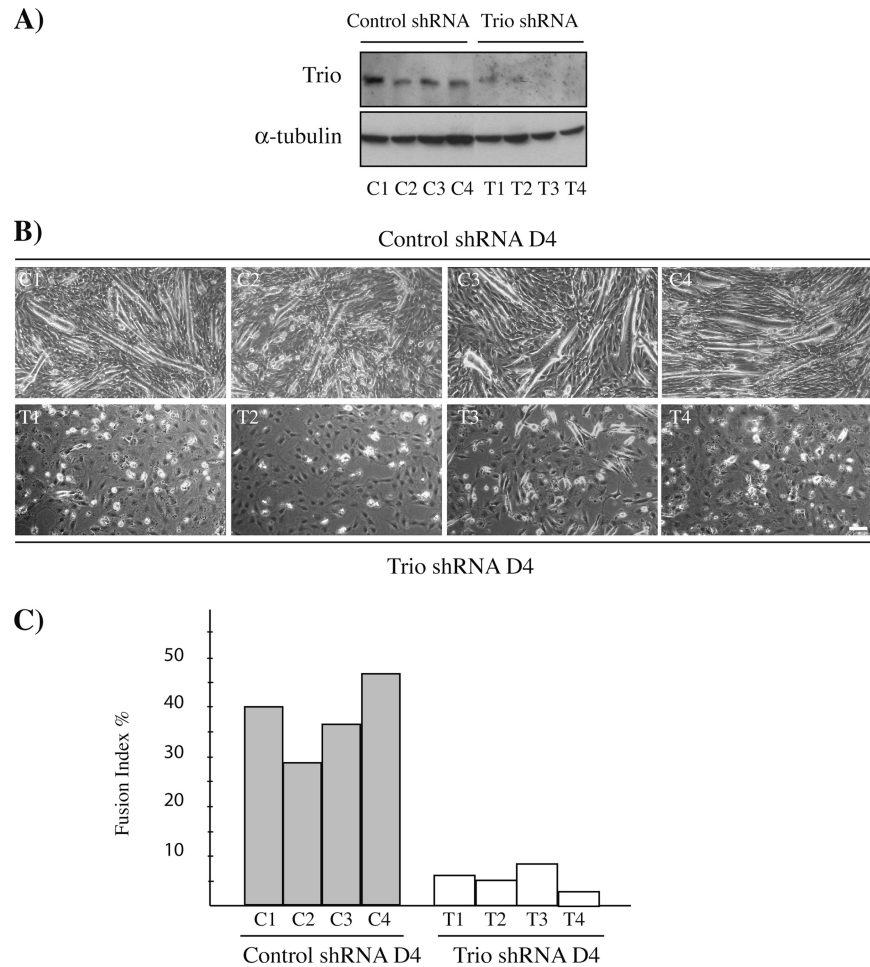 A)
Control shRNA Trio shRNA
Trio
α-tubulin
C1 C2 C3 C4 T1 T2 T3 T4
B)
Control shRNA D4
C1 C2 C3 C4
T1 T2 T3 T4
Trio shRNA D4
C)
Fusion Index %
50
40
30
20
10
C1 C2 C3 C4 T1 T2 T3 T4
Control shRNA D4 Trio shRNA D4